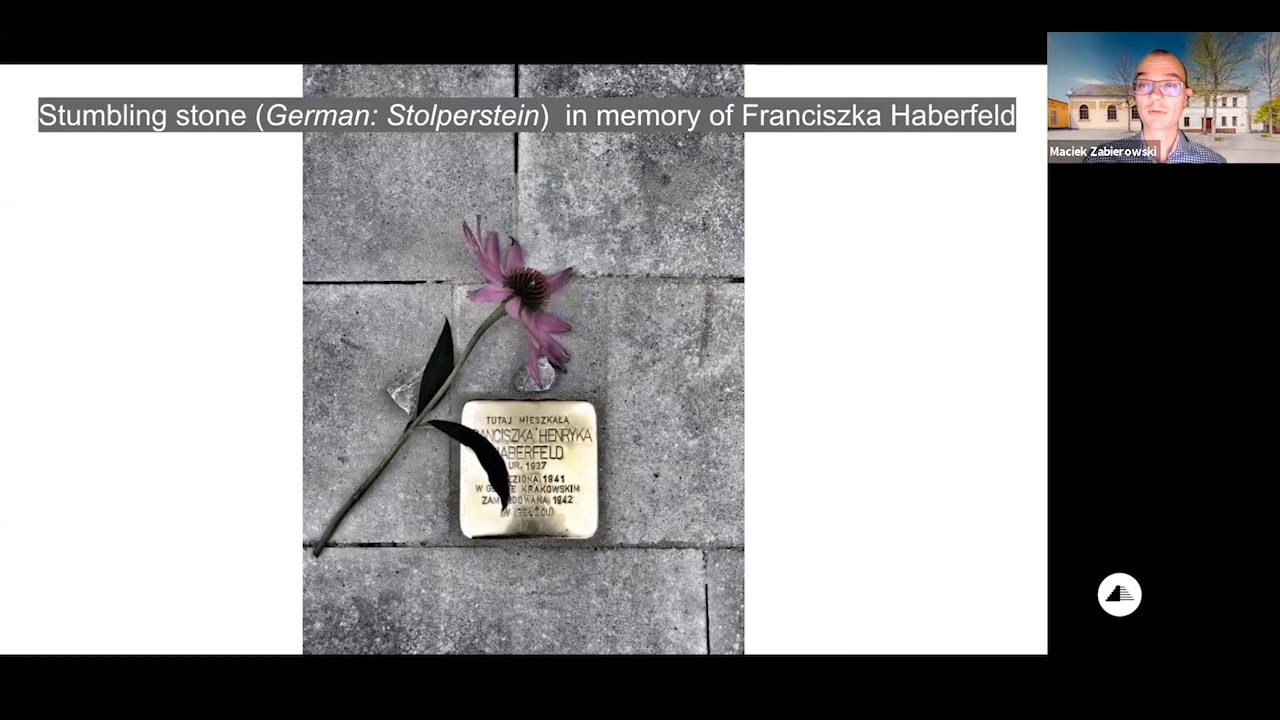 Stumbling stone (German: Stolperstein) in memory of Franciszka Haberfeld
Maciek Zabierowski
TUTAJ MIESZKAŁA
HENRYKA
HABERFELD
UR. 1937
1941
W KRAKOWSKIM
1942